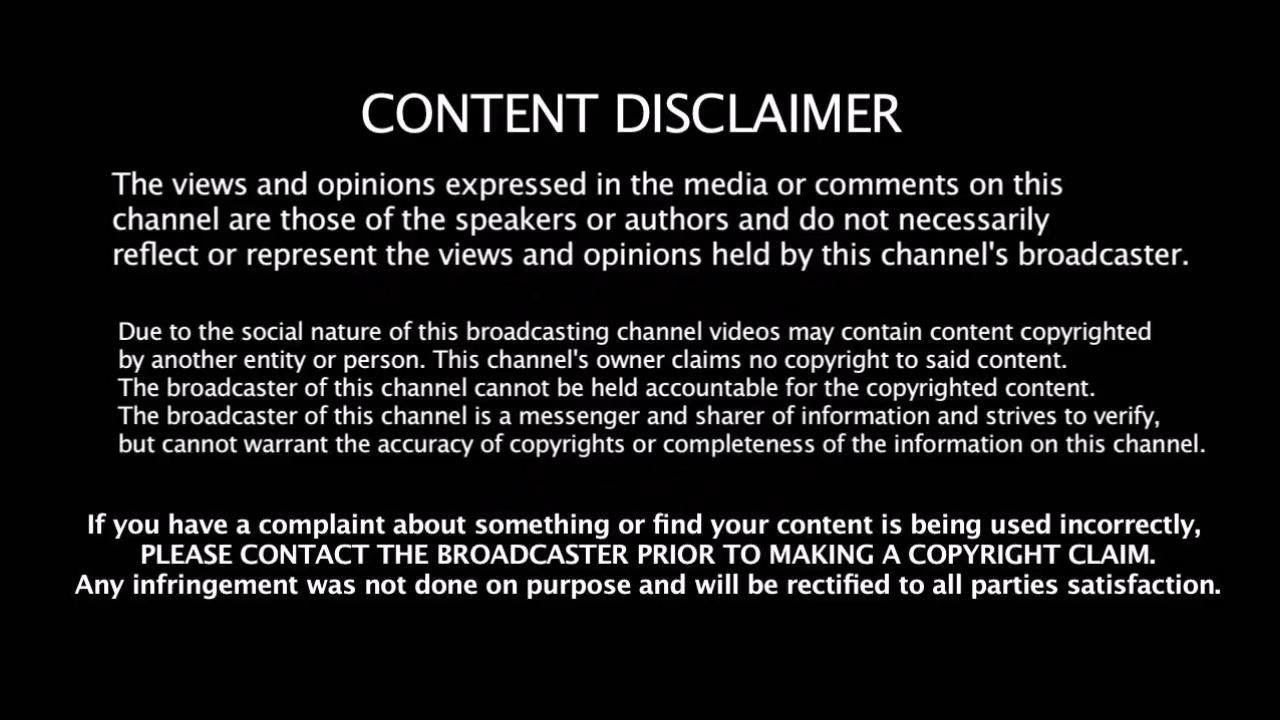 CONTENT DISCLAIMER
The views and opinions expressed in the media or comments on this
channel are those of the speakers or authors and do not necessarily
reflect or represent the views and opinions held by this channel's broadcaster.
Due to the social nature of this broadcasting channel videos may contain content copyrighted
by another entity or person. This channel's owner claims no copyright to said content.
The broadcaster of this channel cannot be held accountable for the copyrighted content.
The broadcaster of this channel is a messenger and sharer of information and strives to verify,
but cannot warrant the accuracy of copyrights or completeness of the information on this channel.
If you have a complaint about something or find your content is being used incorrectly,
PLEASE CONTACT THE BROADCASTER PRIOR TO MAKING A COPYRIGHT CLAIM.
Any infringement was not done on purpose and will be rectified to all parties satisfaction.